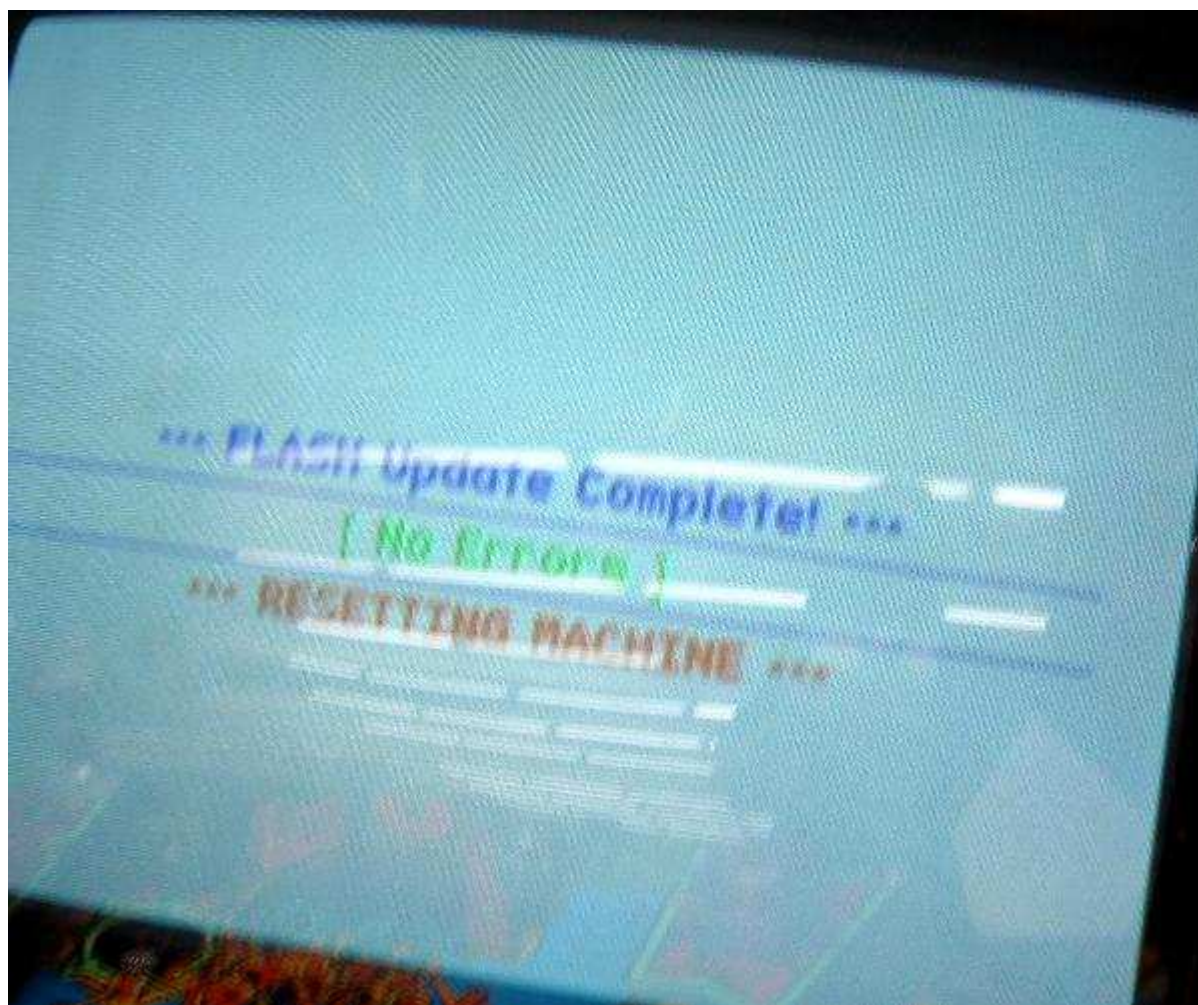 *** FLASH Update Complete! ***
[ No Errors ]
*** RESETTING MACHINE ***